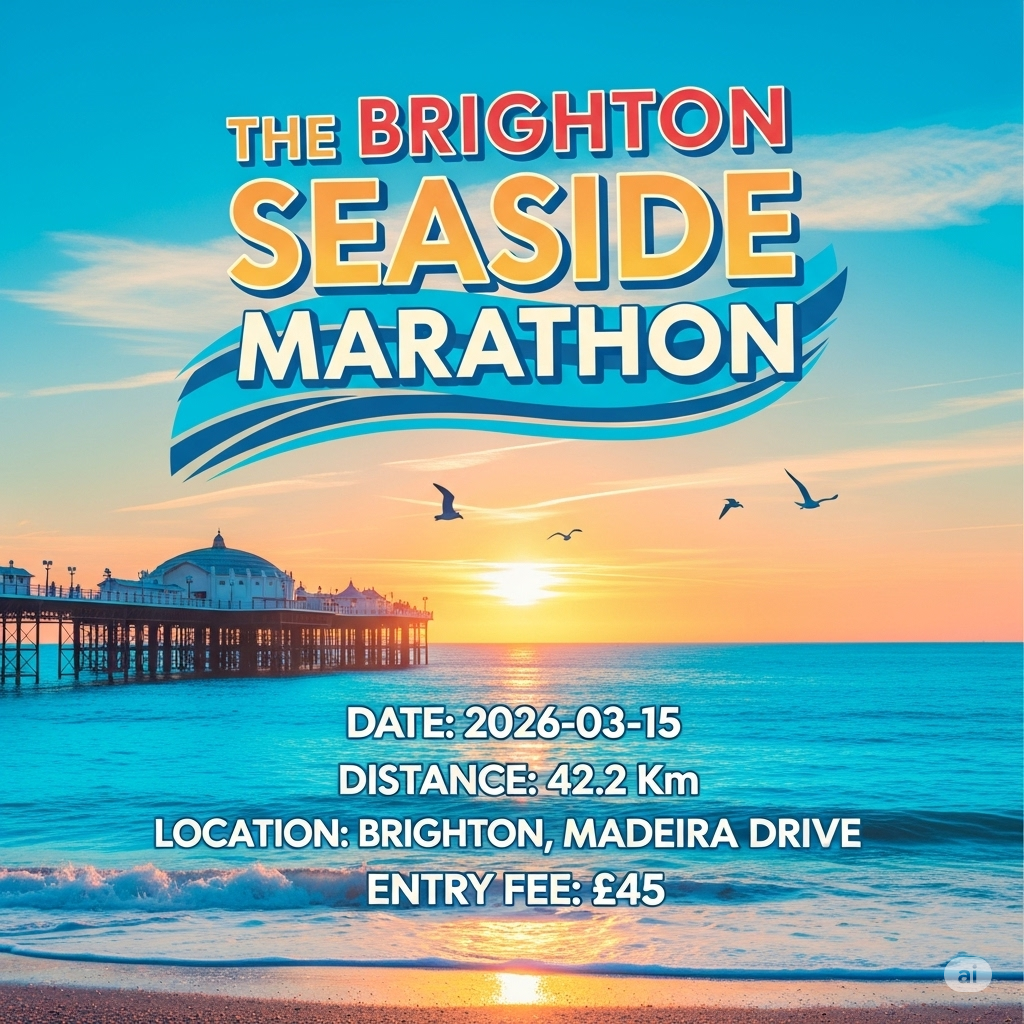 THE BRIGHTON
SEASIDE
MARATHON
DATE: 2026-03-15
DISTANCE: 42.2 Km
LOCATION: BRIGHTON, MADEIRA DRIVE
ENTRY FEE: £45
ai